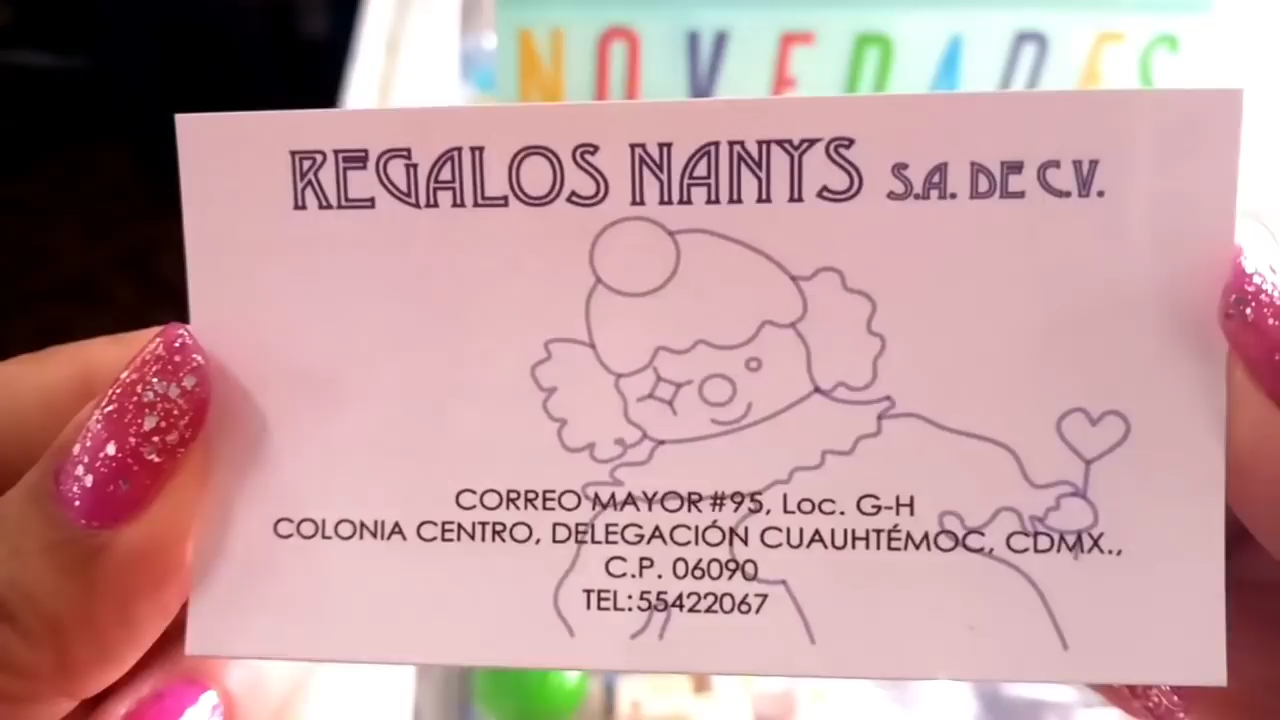 NOVEDADES
REGALOS NANYS S.A. DE C.V.
CORREO MAYOR #95, Loc. G-H
COLONIA CENTRO, DELEGACIÓN CUAUHTÉMOC, CDMX.,
C.P. 06090
TEL:55422067